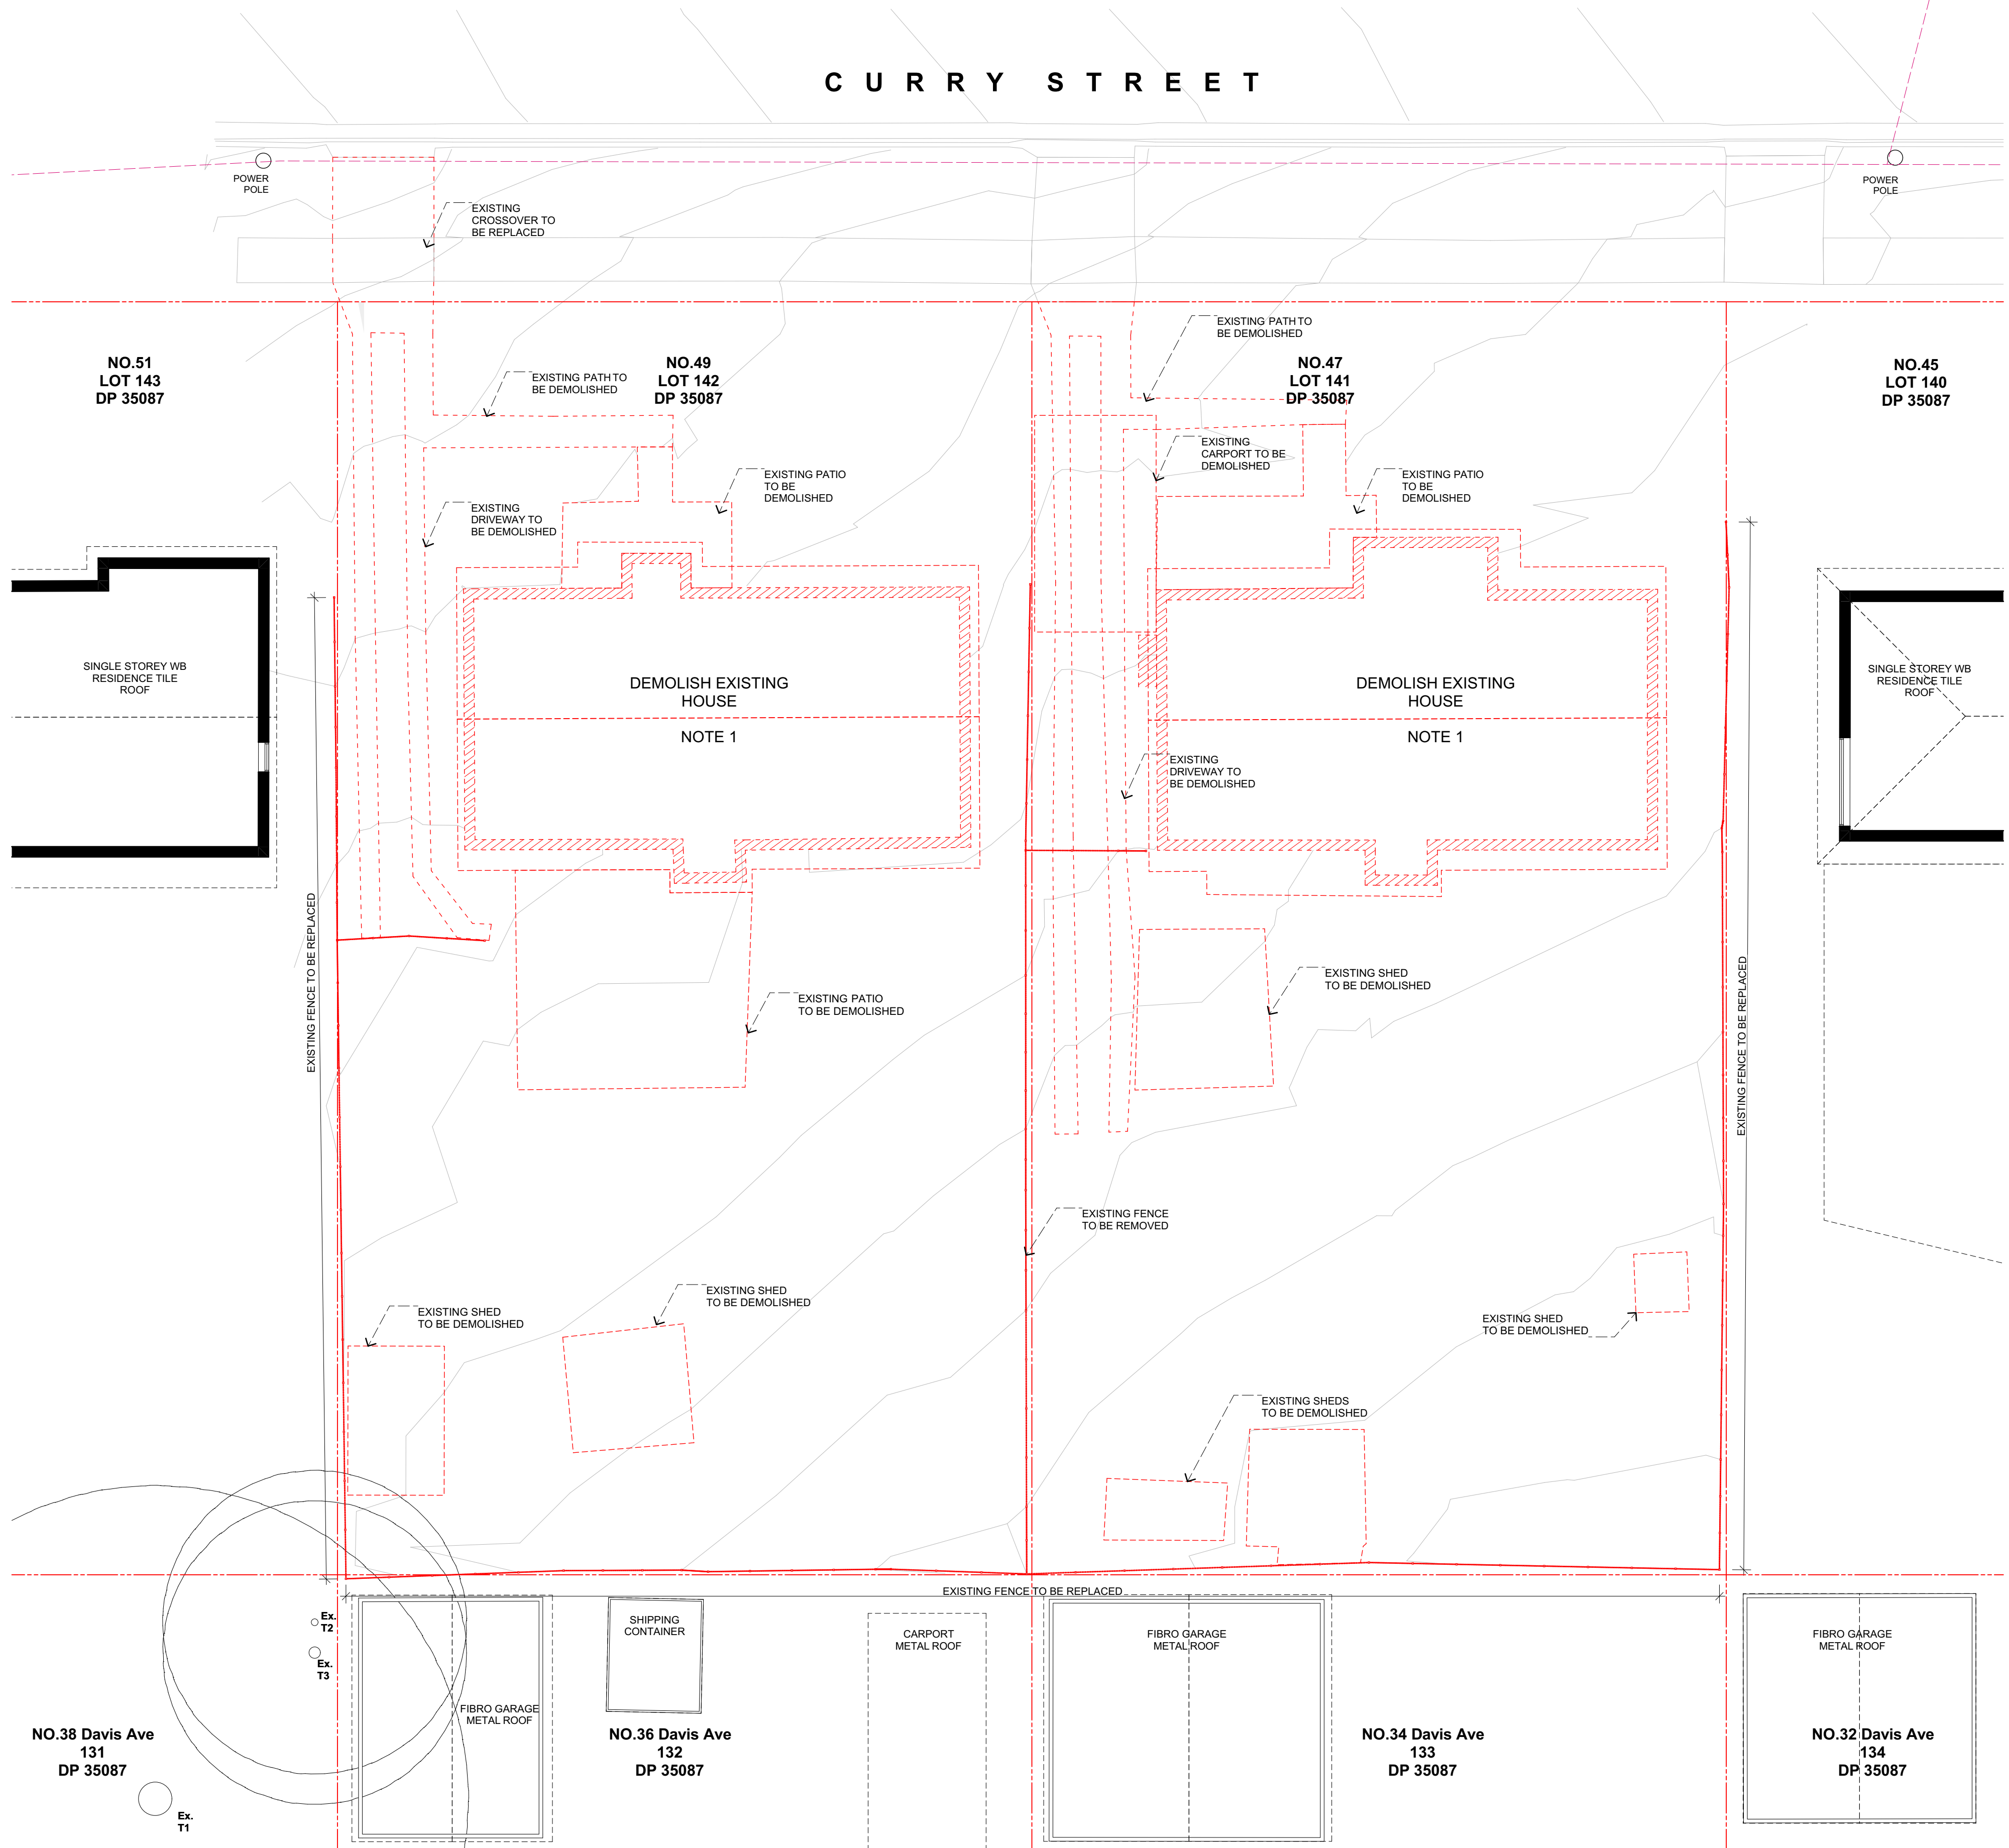 CURRY STREET
POWER
POLE
POWER
POLE
EXISTING
CROSSOVER TO
BE REPLACED
EXISTING PATH TO
BE DEMOLISHED
NO.51
LOT 143
DP 35087
NO.49
LOT 142
DP 35087
NO.47
LOT 141
DP 35087
NO.45
LOT 140
DP 35087
EXISTING PATH TO
BE DEMOLISHED
EXISTING
CARPORT TO BE
DEMOLISHED
EXISTING PATIO
TO BE
DEMOLISHED
EXISTING PATIO
TO BE
DEMOLISHED
EXISTING
DRIVEWAY TO
BE DEMOLISHED
SINGLE STOREY WB
RESIDENCE TILE
ROOF
DEMOLISH EXISTING
HOUSE
NOTE 1
DEMOLISH EXISTING
HOUSE
NOTE 1
SINGLE STOREY WB
RESIDENCE TILE
ROOF
EXISTING
DRIVEWAY TO
BE DEMOLISHED
EXISTING FENCE TO BE REPLACED
EXISTING PATIO
TO BE DEMOLISHED
EXISTING SHED
TO BE DEMOLISHED
EXISTING FENCE TO BE REPLACED
EXISTING FENCE
TO BE REMOVED
EXISTING SHED
TO BE DEMOLISHED
EXISTING SHED
TO BE DEMOLISHED
EXISTING SHED
TO BE DEMOLISHED
EXISTING SHEDS
TO BE DEMOLISHED
EXISTING FENCE TO BE REPLACED
Ex.
T2
Ex.
T3
SHIPPING
CONTAINER
CARPORT
METAL ROOF
FIBRO GARAGE
METAL ROOF
FIBRO GARAGE
METAL ROOF
FIBRO GARAGE
METAL ROOF
NO.38 Davis Ave
131
DP 35087
NO.36 Davis Ave
132
DP 35087
NO.34 Davis Ave
133
DP 35087
NO.32 Davis Ave
134
DP 35087
Ex.
T1